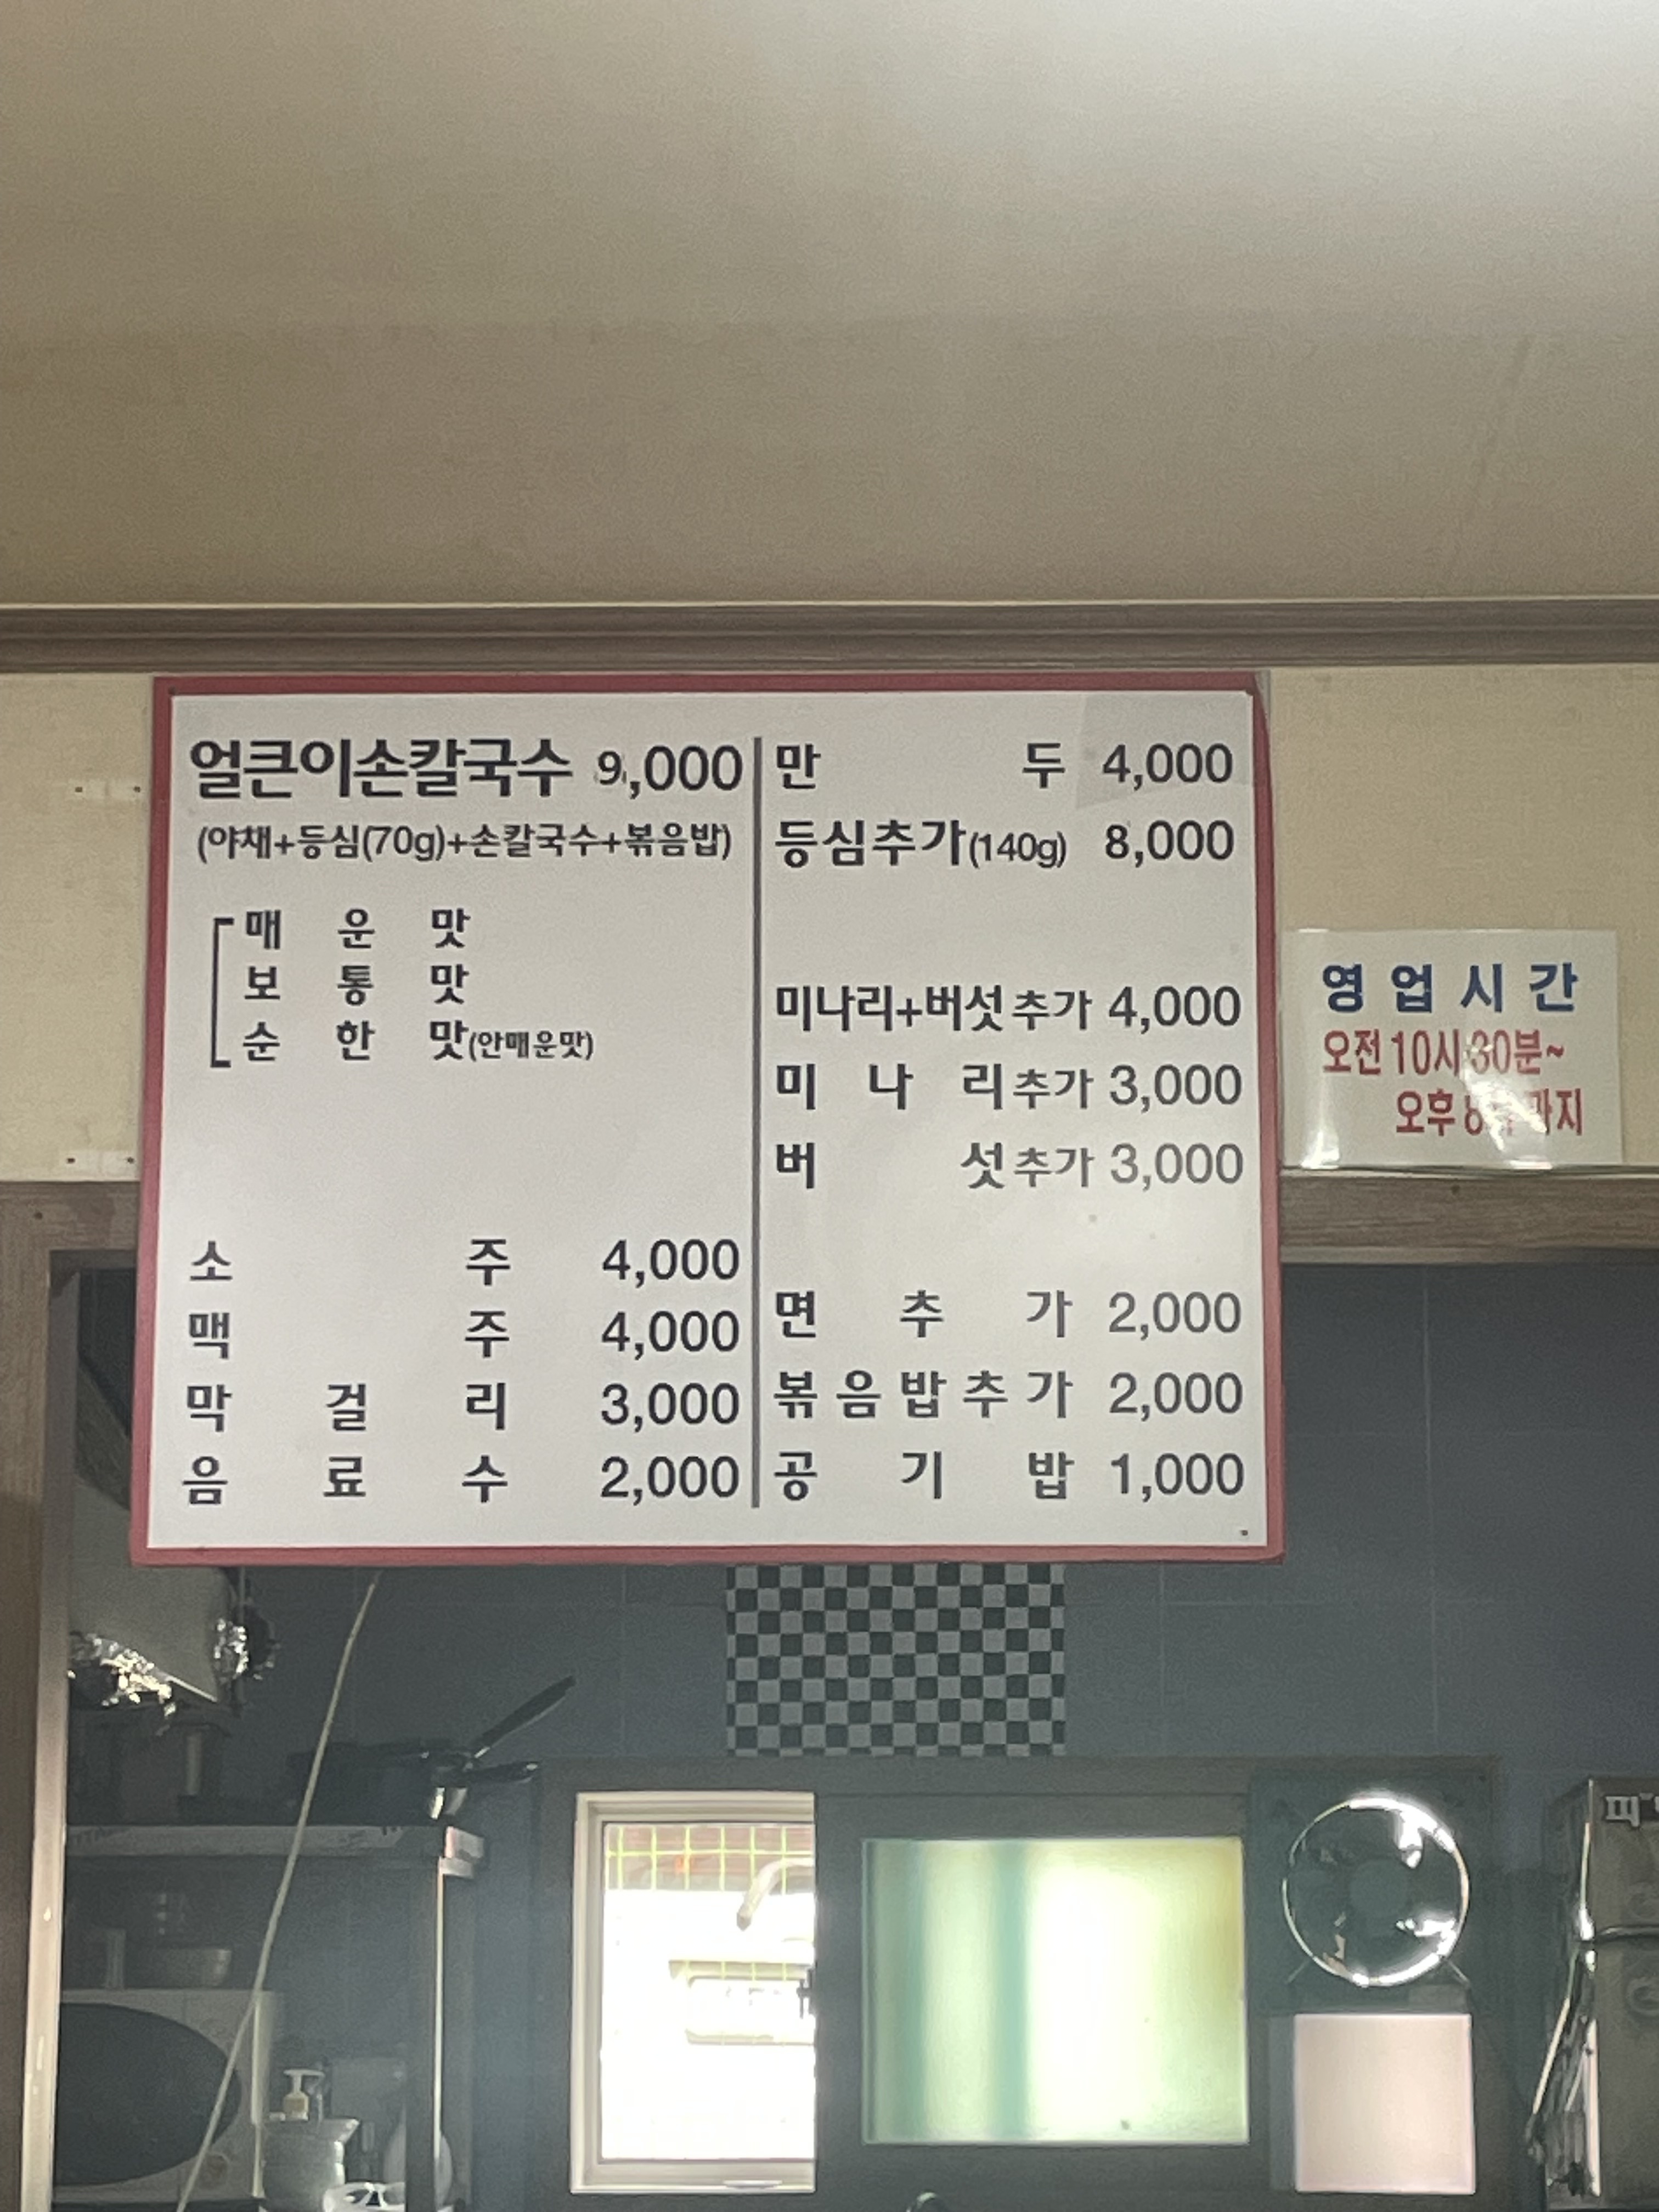 얼큰이손칼국수 9,000
(야채+등심(70g)+손칼국수+볶음밥)
매운맛
보통맛
순한맛(안매운맛)
소주 4,000
맥주 4,000
막걸리 3,000
음료수 2,000
만두 4,000
등심추가(140g) 8,000
미나리+버섯추가 4,000
미나리추가 3,000
버섯추가 3,000
면추가 2,000
볶음밥추가 2,000
공기밥 1,000
영업시간
오전 10시 30분~
오후 까지